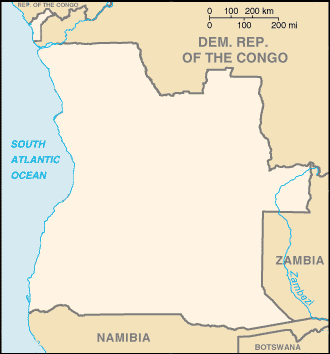 REP. OF THE CONGO
0 100 200 km
0 100 200 mi
DEM. REP.
OF THE CONGO
SOUTH
ATLANTIC
OCEAN
ZAMBIA
Zambezi
NAMIBIA
BOTSWANA